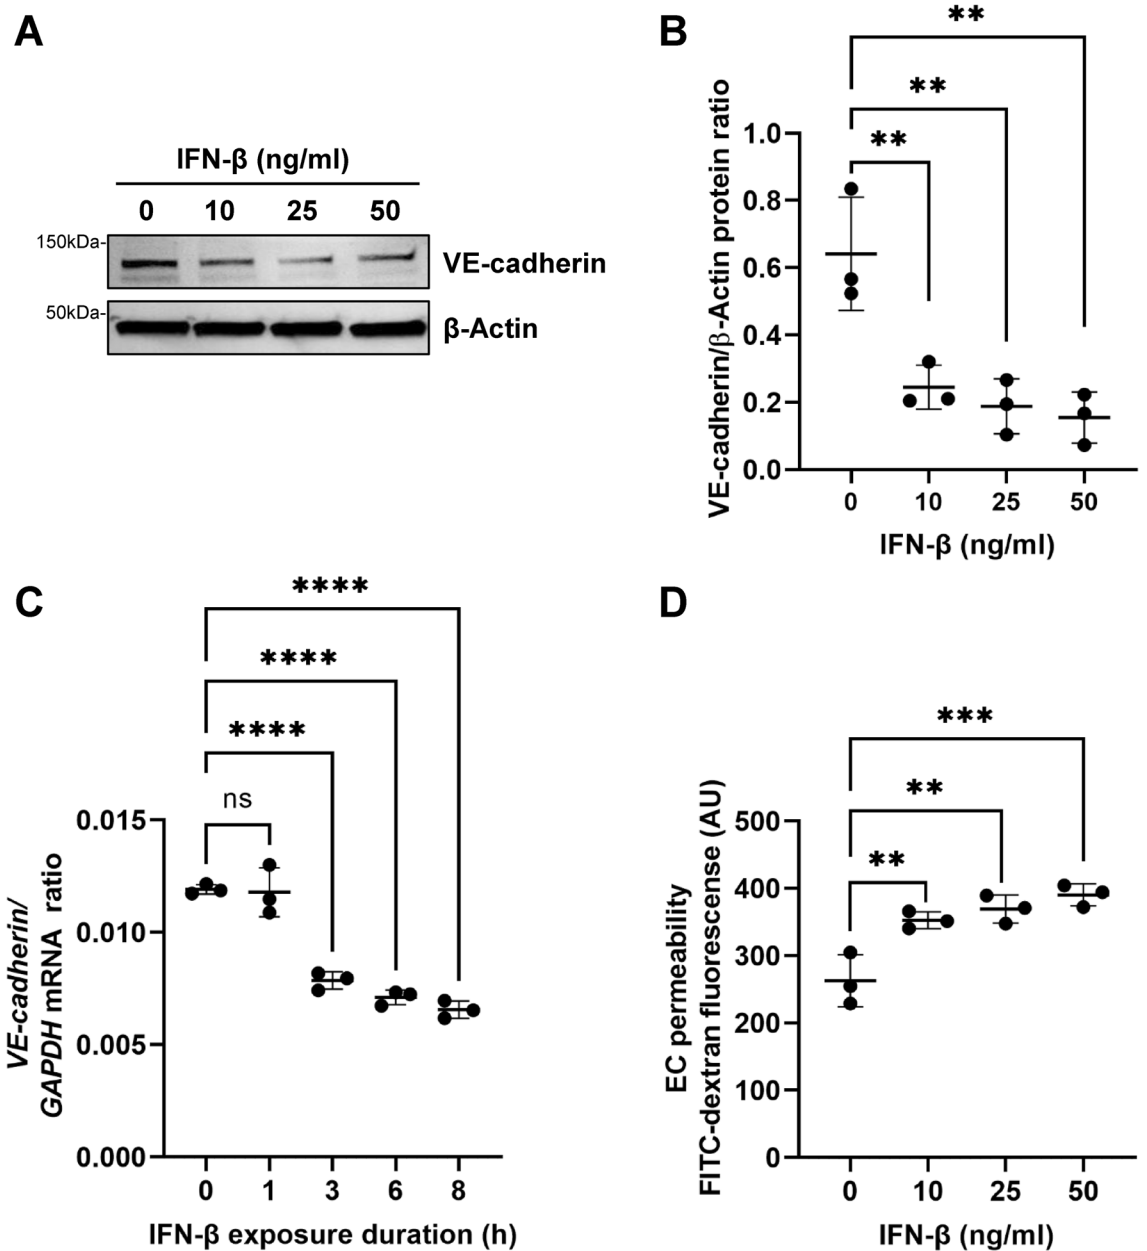 A
IFN-β (ng/ml)
0 10 25 50
150kDa-
VE-cadherin
50kDa-
β-Actin
B
**
**
**
VE-cadherin/β-Actin protein ratio
1.0
0.8
0.6
0.4
0.2
0.0
0 10 25 50
IFN-β (ng/ml)
C
****
****
****
ns
VE-cadherin/
GAPDH mRNA ratio
0.015
0.010
0.005
0.000
0 1 3 6 8
IFN-β exposure duration (h)
D
***
**
**
EC permeability
FITC-dextran fluorescense (AU)
500
400
300
200
100
0
0 10 25 50
IFN-β (ng/ml)